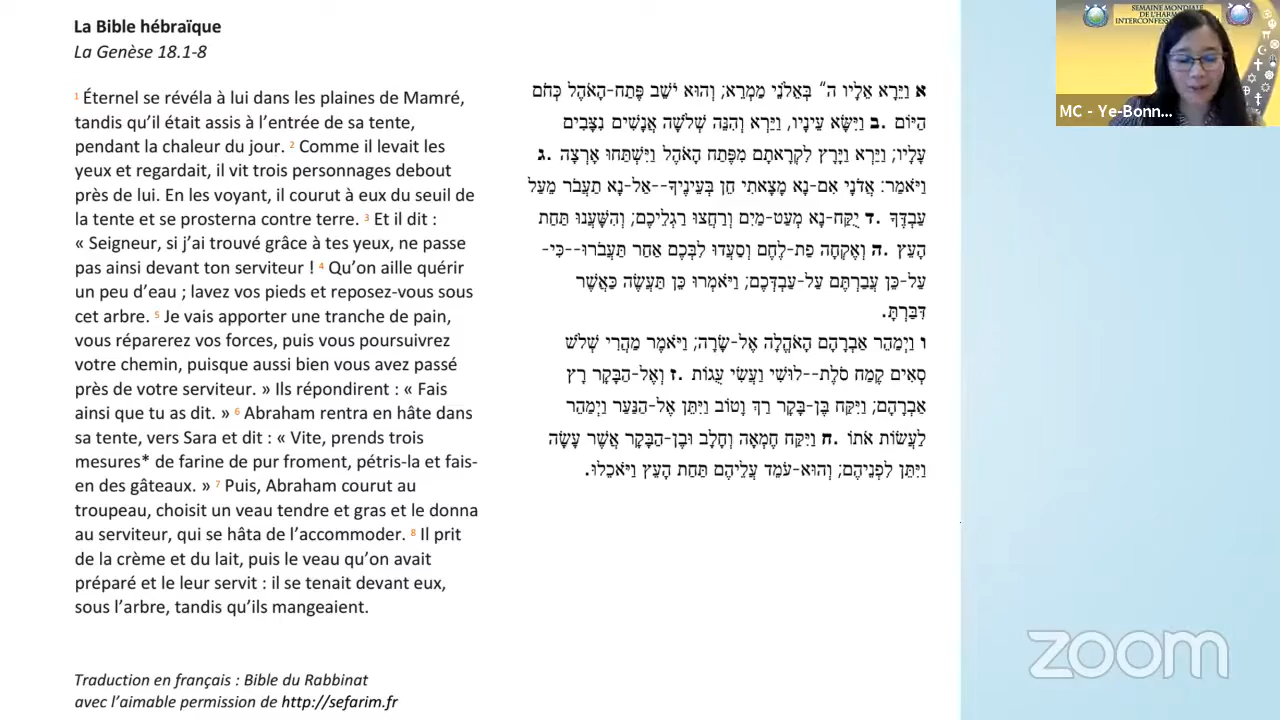 La Bible hébraïque
La Genèse 18.1-8
1 Éternel se révéla à lui dans les plaines de Mamré,
tandis qu’il était assis à l’entrée de sa tente,
pendant la chaleur du jour. 2 Comme il levait les
yeux et regardait, il vit trois personnages debout
près de lui. En les voyant, il courut à eux du seuil de
la tente et se prosterna contre terre. 3 Et il dit :
« Seigneur, si j’ai trouvé grâce à tes yeux, ne passe
pas ainsi devant ton serviteur ! 4 Qu’on aille quérir
un peu d’eau ; lavez vos pieds et reposez-vous sous
cet arbre. 5 Je vais apporter une tranche de pain,
vous réparerez vos forces, puis vous poursuivrez
votre chemin, puisque aussi bien vous avez passé
près de votre serviteur. » Ils répondirent : « Fais
ainsi que tu as dit. » 6 Abraham rentra en hâte dans
sa tente, vers Sara et dit : « Vite, prends trois
mesures* de farine de pur froment, pétris-la et fais-
en des gâteaux. » 7 Puis, Abraham courut au
troupeau, choisit un veau tendre et gras et le donna
au serviteur, qui se hâta de l’accommoder. 8 Il prit
de la crème et du lait, puis le veau qu’on avait
préparé et le leur servit : il se tenait devant eux,
sous l’arbre, tandis qu’ils mangeaient.
Traduction en français : Bible du Rabbinat
avec l’aimable permission de http://sefarim.fr
א וַיֵּרָא אֵלָיו ה“ בְּאֵלֹנֵי מַמְרֵא; וְהוּא יֹשֵׁב פֶּתַח-הָאֹהֶל כְּחֹם
הַיּוֹם .ב וַיִּשָּׂא עֵינָיו, וַיַּרְא וְהִנֵּה שְׁלֹשָׁה אֲנָשִׁים נִצָּבִים
עָלָיו; וַיַּרְא וַיָּרָץ לִקְרָאתָם מִפֶּתַח הָאֹהֶל וַיִּשְׁתַּחוּ אָרְצָה .ג
וַיֹּאמַר: אֲדֹנָי אִם-נָא מָצָאתִי חֵן בְּעֵינֶיךָ--אַל-נָא תַעֲבֹר מֵעַל
עַבְדֶּךָ .ד יֻקַּח-נָא מְעַט-מַיִם וְרַחֲצוּ רַגְלֵיכֶם; וְהִשָּׁעֲנוּ תַּחַת
הָעֵץ .ה וְאֶקְחָה פַת-לֶחֶם וְסַעֲדוּ לִבְּכֶם אַחַר תַּעֲבֹרוּ--כִּי-
עַל-כֵּן עֲבַרְתֶּם עַל-עַבְדְּכֶם; וַיֹּאמְרוּ כֵּן תַּעֲשֶׂה כַּאֲשֶׁר
דִּבַּרְתָּ.
ו וַיְמַהֵר אַבְרָהָם הָאֹהֱלָה אֶל-שָׂרָה; וַיֹּאמֶר מַהֲרִי שְׁלֹשׁ
סְאִים קֶמַח סֹלֶת--לוּשִׁי וַעֲשִׂי עֻגוֹת .ז וְאֶל-הַבָּקָר רָץ
אַבְרָהָם; וַיִּקַּח בֶּן-בָּקָר רַךְ וָטוֹב וַיִּתֵּן אֶל-הַנַּעַר וַיְמַהֵר
לַעֲשׂוֹת אֹתוֹ .ח וַיִּקַּח חֶמְאָה וְחָלָב וּבֶן-הַבָּקָר אֲשֶׁר עָשָׂה
וַיִּתֵּן לִפְנֵיהֶם; וְהוּא-עֹמֵד עֲלֵיהֶם תַּחַת הָעֵץ וַיֹּאכֵלוּ.
SEMAINE MONDIALE
DE L'HARMONIE
INTERCONFESSIONNELLE
MC - Ye-Bonn...
zoom